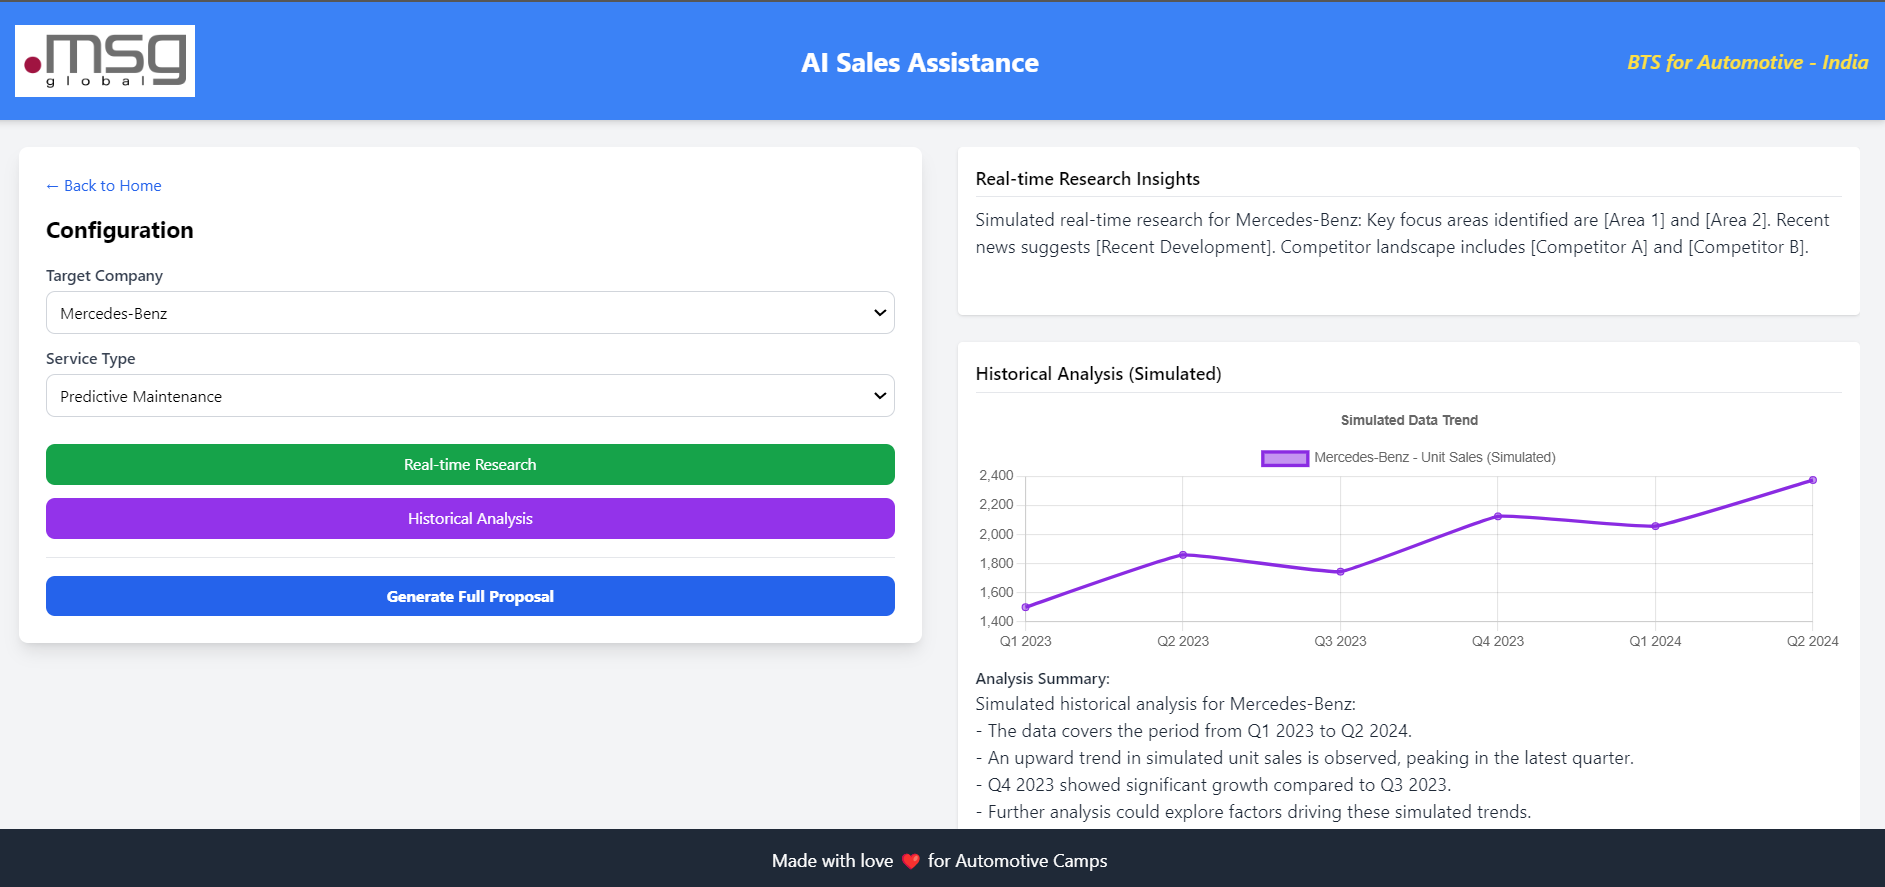 .msg
global
AI Sales Assistance
BTS for Automotive - India
← Back to Home
Configuration
Target Company
Mercedes-Benz
Service Type
Predictive Maintenance
Real-time Research
Historical Analysis
Generate Full Proposal
Real-time Research Insights
Simulated real-time research for Mercedes-Benz: Key focus areas identified are [Area 1] and [Area 2]. Recent
news suggests [Recent Development]. Competitor landscape includes [Competitor A] and [Competitor B].
Historical Analysis (Simulated)
Simulated Data Trend
Mercedes-Benz - Unit Sales (Simulated)
2,400
2,200
2,000
1,800
1,600
1,400
Q1 2023 Q2 2023 Q3 2023 Q4 2023 Q1 2024 Q2 2024
Analysis Summary:
Simulated historical analysis for Mercedes-Benz:
- The data covers the period from Q1 2023 to Q2 2024.
- An upward trend in simulated unit sales is observed, peaking in the latest quarter.
- Q4 2023 showed significant growth compared to Q3 2023.
- Further analysis could explore factors driving these simulated trends.
Made with love ❤️ for Automotive Camps